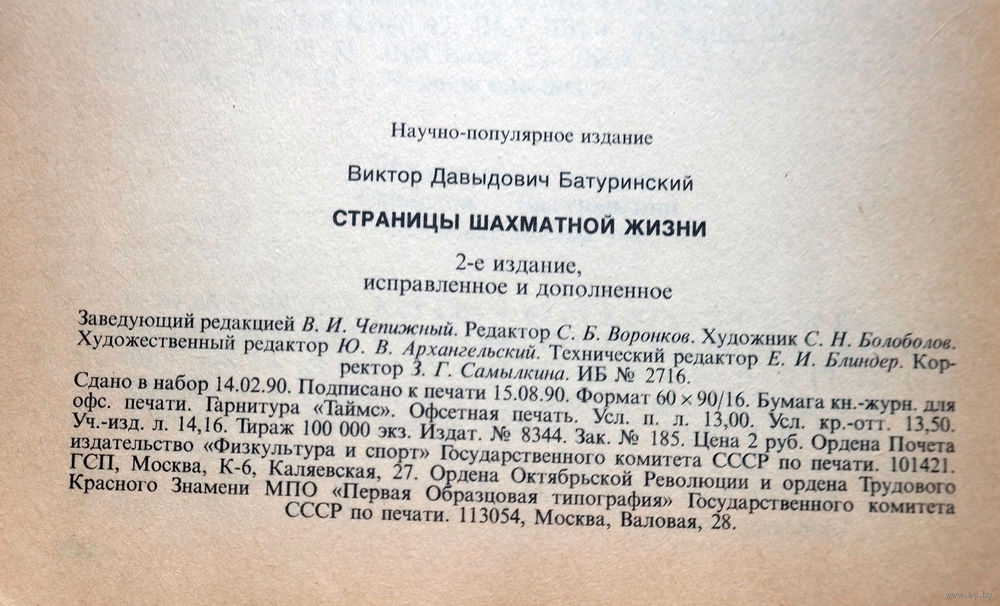 Научно-популярное издание
Виктор Давыдович Батуринский
СТРАНИЦЫ ШАХМАТНОЙ ЖИЗНИ
2-е издание,
исправленное и дополненное
Заведующий редакцией В. И. Чепижный. Редактор С. Б. Воронков. Художник С. Н. Болоболов.
Художественный редактор Ю. В. Архангельский. Технический редактор Е. И. Блиндер. Кор-
ректор З. Г. Самылкина. ИБ № 2716.
Сдано в набор 14.02.90. Подписано к печати 15.08.90. Формат 60 × 90/16. Бумага кн.-журн. для
офс. печати. Гарнитура «Таймс». Офсетная печать. Усл. п. л. 13,00. Усл. кр.-отт. 13,50.
Уч.-изд. л. 14,16. Тираж 100 000 экз. Издат. № 8344. Зак. № 185. Цена 2 руб. Ордена Почета
издательство «Физкультура и спорт» Государственного комитета СССР по печати. 101421.
ГСП, Москва, К-6, Каляевская, 27. Ордена Октябрьской Революции и ордена Трудового
Красного Знамени МПО «Первая Образцовая типография» Государственного комитета
СССР по печати. 113054, Москва, Валовая, 28.
www.ay.by